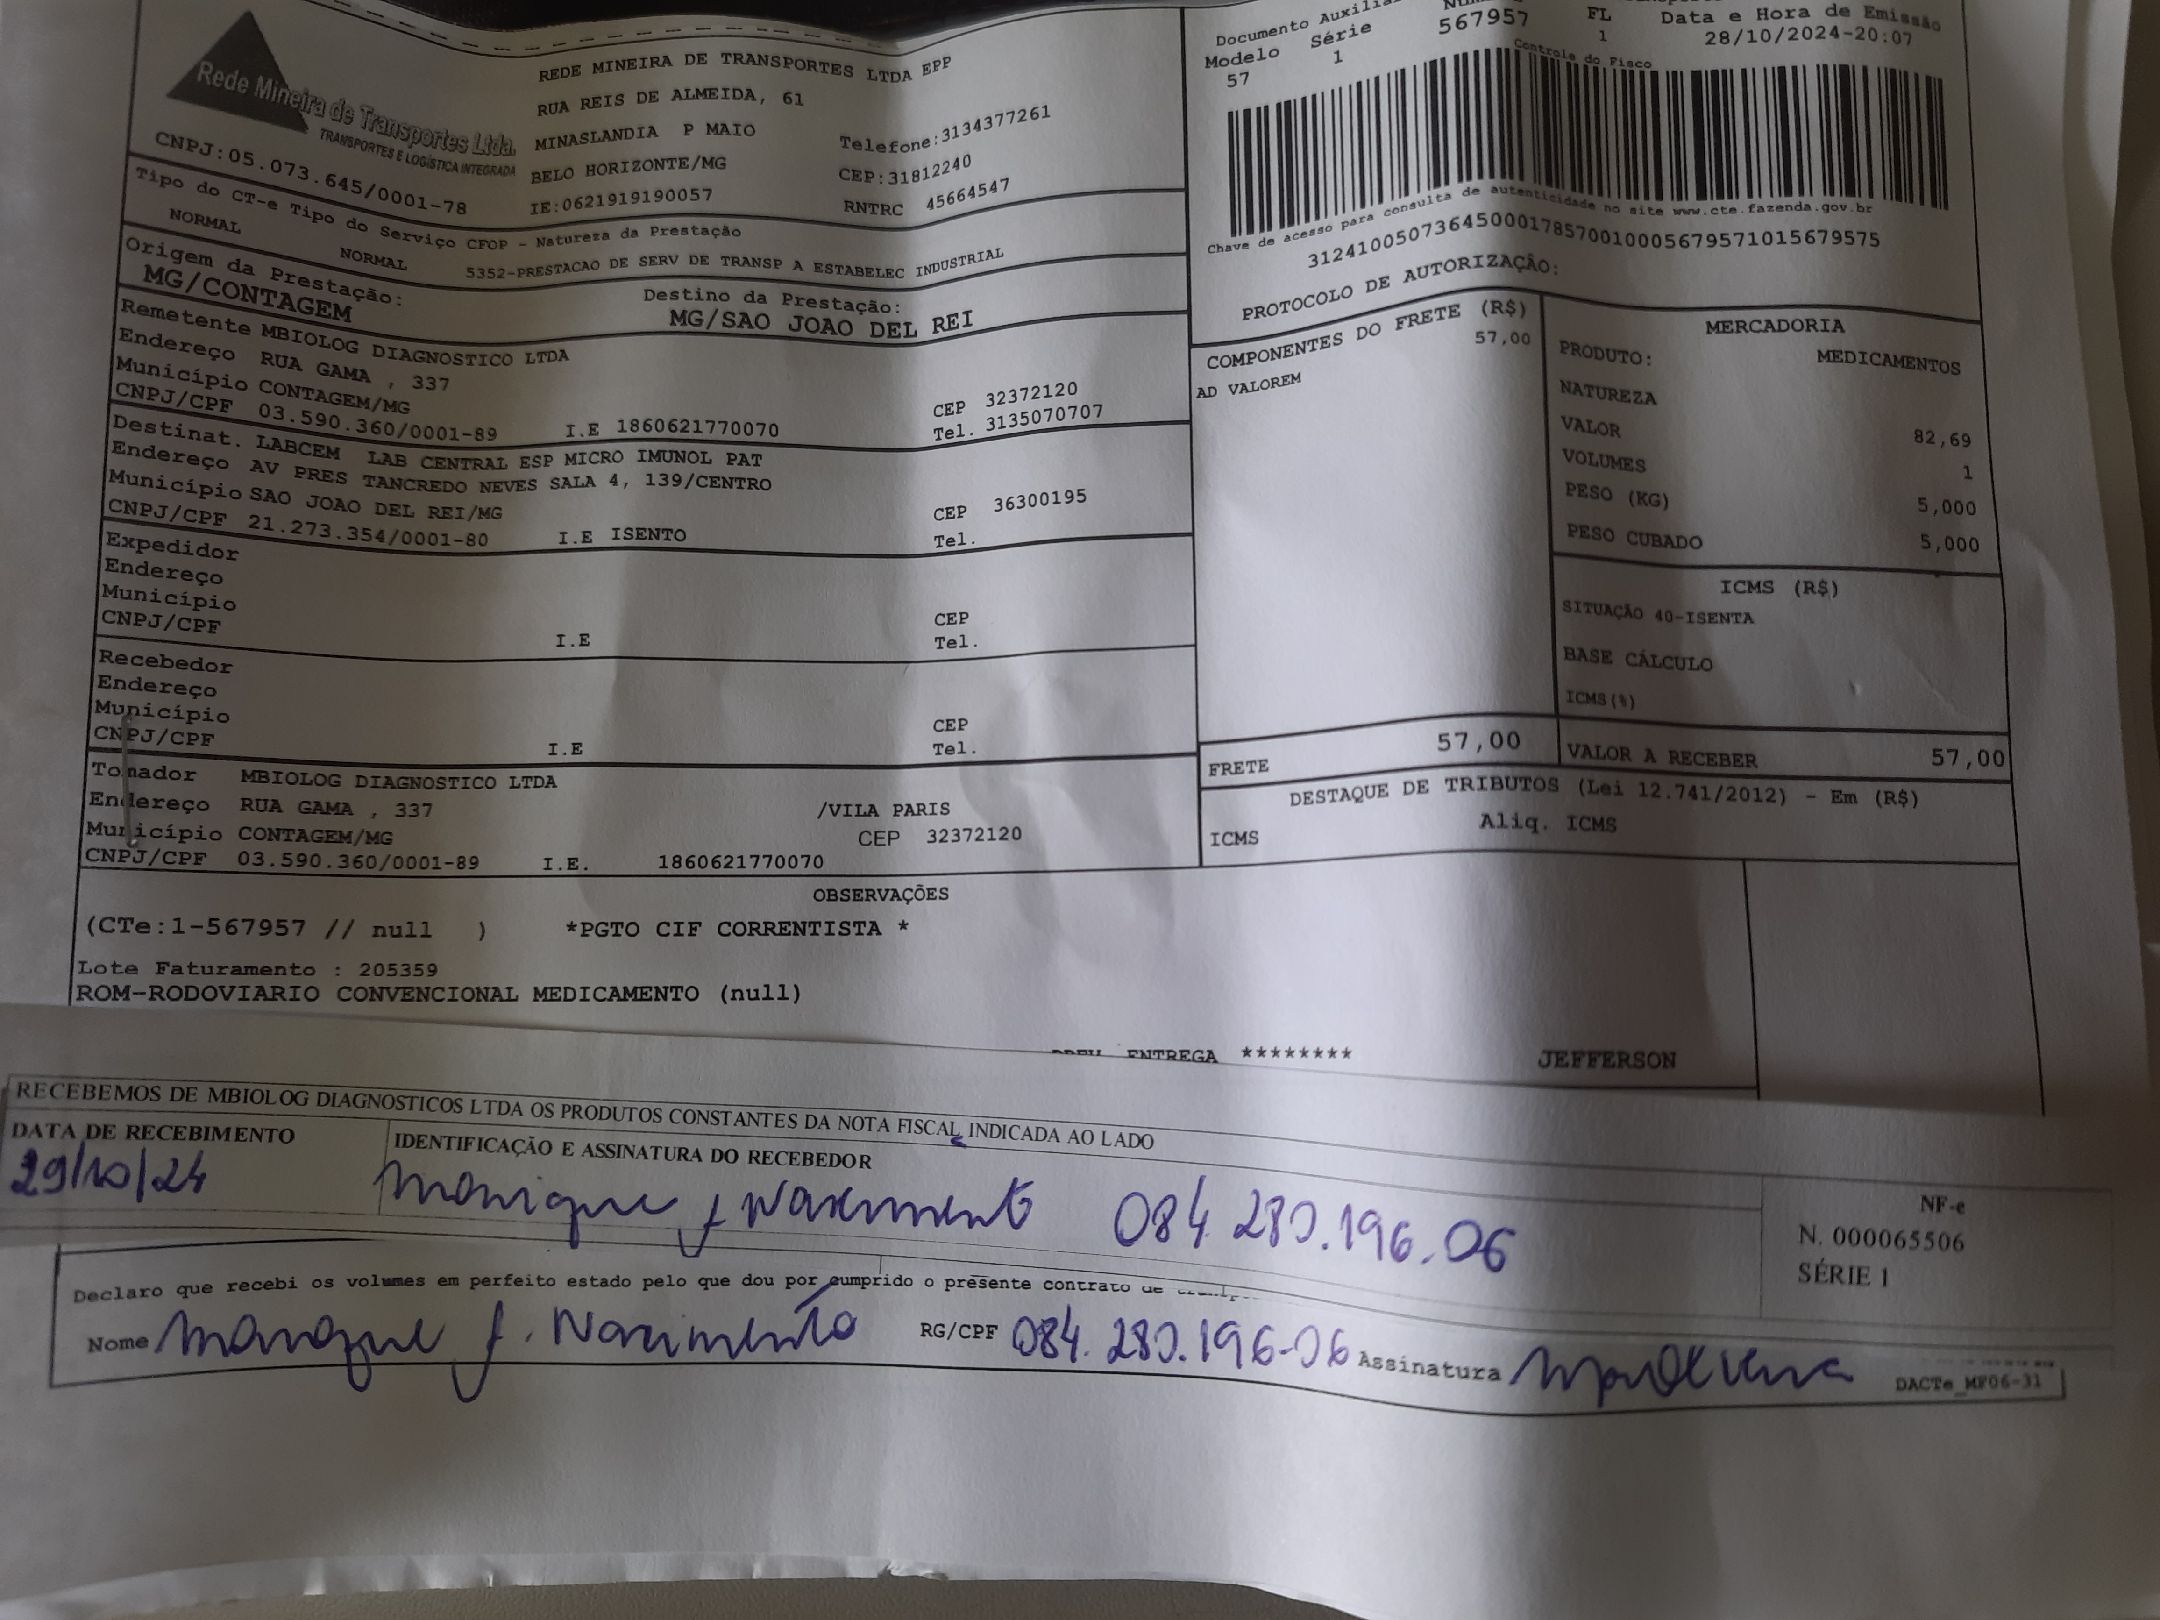 Rede Mineira de Transportes Ltda.
TRANSPORTES E LOGÍSTICA INTEGRADA
CNPJ:05.073.645/0001-78
REDE MINEIRA DE TRANSPORTES LTDA EPP
RUA REIS DE ALMEIDA, 61
MINASLANDIA P MAIO
BELO HORIZONTE/MG
IE:0621919190057
Telefone:3134377261
CEP:31812240
RNTRC 45664547
Documento
Modelo Série 567957 FL Data e Hora de Emissão
57 1 1 28/10/2024-20:07
Controle do Fisco
Chave de acesso para consulta de autenticidade no site www.cte.fazenda.gov.br
31241005073645000178570010005679571015679575
PROTOCOLO DE AUTORIZAÇÃO:
Tipo do CT-e Tipo do Serviço CFOP - Natureza da Prestação
NORMAL NORMAL 5352-PRESTACAO DE SERV DE TRANSP A ESTABELEC INDUSTRIAL
Origem da Prestação: Destino da Prestação:
MG/CONTAGEM MG/SAO JOAO DEL REI
Remetente MBIOLOG DIAGNOSTICO LTDA
Endereço RUA GAMA , 337
Município CONTAGEM/MG CEP 32372120
CNPJ/CPF 03.590.360/0001-89 I.E 1860621770070 Tel. 3135070707
Destinat. LABCEM LAB CENTRAL ESP MICRO IMUNOL PAT
Endereço AV PRES TANCREDO NEVES SALA 4, 139/CENTRO
Município SAO JOAO DEL REI/MG CEP 36300195
CNPJ/CPF 21.273.354/0001-80 I.E ISENTO Tel.
Expedidor
Endereço
Município CEP
CNPJ/CPF I.E Tel.
Recebedor
Endereço
Município CEP
CNPJ/CPF I.E Tel.
Tomador MBIOLOG DIAGNOSTICO LTDA
Endereço RUA GAMA , 337 /VILA PARIS
Município CONTAGEM/MG CEP 32372120
CNPJ/CPF 03.590.360/0001-89 I.E. 1860621770070
COMPONENTES DO FRETE (R$)
57,00
AD VALOREM
MERCADORIA
PRODUTO: MEDICAMENTOS
NATUREZA
VALOR 82,69
VOLUMES 1
PESO (KG) 5,000
PESO CUBADO 5,000
ICMS (R$)
SITUAÇÃO 40-ISENTA
BASE CÁLCULO
ICMS(%)
FRETE 57,00 VALOR A RECEBER 57,00
DESTAQUE DE TRIBUTOS (Lei 12.741/2012) - Em (R$)
ICMS Aliq. ICMS
OBSERVAÇÕES
(CTe:1-567957 // null ) *PGTO CIF CORRENTISTA *
Lote Faturamento : 205359
ROM-RODOVIARIO CONVENCIONAL MEDICAMENTO (null)
ENTREGA ******** JEFFERSON
RECEBEMOS DE MBIOLOG DIAGNOSTICOS LTDA OS PRODUTOS CONSTANTES DA NOTA FISCAL INDICADA AO LADO
DATA DE RECEBIMENTO IDENTIFICAÇÃO E ASSINATURA DO RECEBEDOR
29/10/24 Monique f Nascimento 084.280.196.06
NF-e
N. 000065506
SÉRIE 1
Declaro que recebi os volumes em perfeito estado pelo que dou por cumprido o presente contrato de
Nome Monique f. Nascimento RG/CPF 084.280.196-06 Assinatura
DACTe_MF06-31